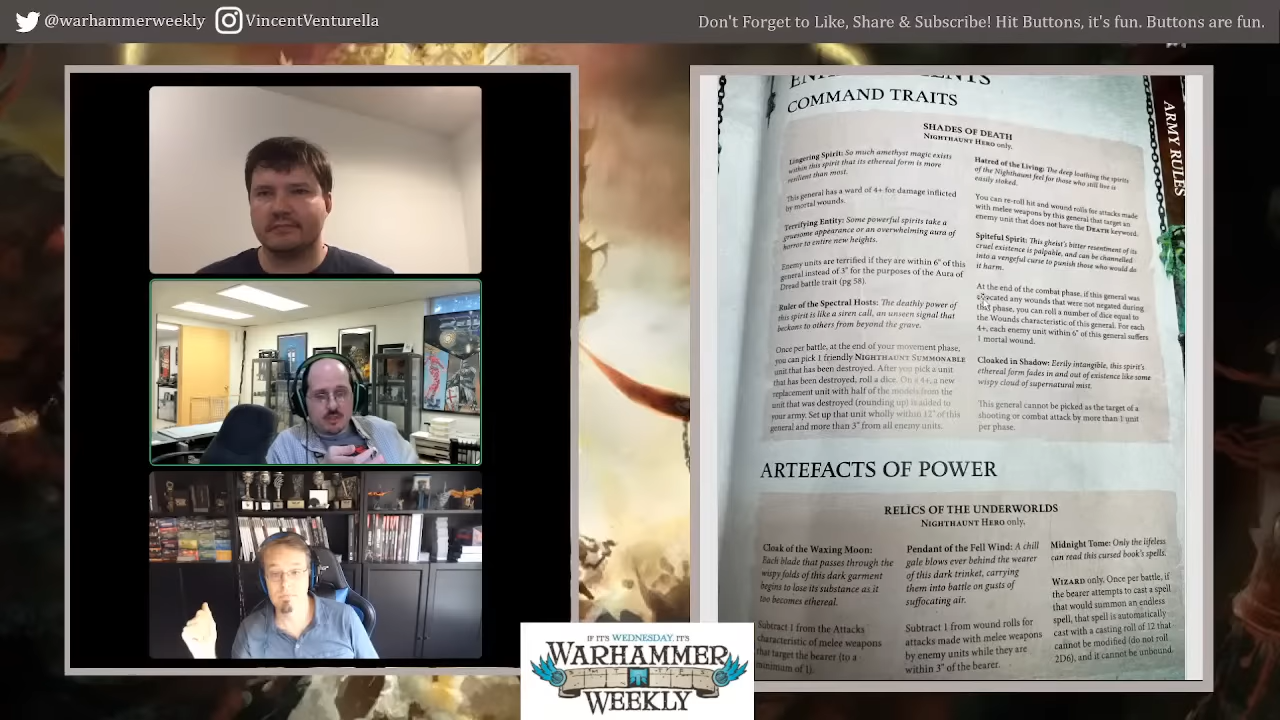 @warhammerweekly VincentVenturella
Don't Forget to Like, Share & Subscribe! Hit Buttons, it's fun. Buttons are fun.
COMMAND TRAITS
ARMY RULES
SHADES OF DEATH
NIGHTHAUNT HERO only.
Lingering Spirit: So much amethyst magic exists
within this spirit that its ethereal form is more
resilient than most.
This general has a ward of 4+ for damage inflicted
by mortal wounds.
Terrifying Entity: Some powerful spirits take a
gruesome appearance or an overwhelming aura of
horror to entire new heights.
Enemy units are terrified if they are within 6" of this
general instead of 3" for the purposes of the Aura of
Dread battle trait (pg 58).
Ruler of the Spectral Hosts: The deathly power of
this spirit is like a siren call, an unseen signal that
beckons to others from beyond the grave.
Once per battle, at the end of your movement phase,
you can pick 1 friendly NIGHTHAUNT SUMMONABLE
unit that has been destroyed. After you pick a unit
that has been destroyed, roll a dice. On a 4+, a new
replacement unit with half of the models from the
unit that was destroyed (rounding up) is added to
your army. Set up that unit wholly within 12" of this
general and more than 3" from all enemy units.
Hatred of the Living: The deep loathing the spirits
of the Nighthaunt feel for those who still live is
easily stoked.
You can re-roll hit and wound rolls for attacks made
with melee weapons by this general that target an
enemy unit that does not have the DEATH keyword.
Spiteful Spirit: This gheist's bitter resentment of its
cruel existence is palpable, and can be channelled
into a vengeful curse to punish those who would do
it harm.
At the end of the combat phase, if this general was
allocated any wounds that were not negated during
that phase, you can roll a number of dice equal to
the Wounds characteristic of this general. For each
4+, each enemy unit within 6" of this general suffers
1 mortal wound.
Cloaked in Shadow: Eerily intangible, this spirit's
ethereal form fades in and out of existence like some
wispy cloud of supernatural mist.
This general cannot be picked as the target of a
shooting or combat attack by more than 1 unit
per phase.
ARTEFACTS OF POWER
RELICS OF THE UNDERWORLDS
NIGHTHAUNT HERO only.
Cloak of the Waxing Moon:
Each blade that passes through the
wispy folds of this dark garment
begins to lose its substance as it
too becomes ethereal.
Subtract 1 from the Attacks
characteristic of melee weapons
that target the bearer (to a
minimum of 1).
Pendant of the Fell Wind: A chill
gale blows ever behind the wearer
of this dark trinket, carrying
them into battle on gusts of
suffocating air.
Subtract 1 from wound rolls for
attacks made with melee weapons
by enemy units while they are
within 3" of the bearer.
Midnight Tome: Only the lifeless
can read this cursed book's spells.
WIZARD only. Once per battle, if
the bearer attempts to cast a spell
that would summon an endless
spell, that spell is automatically
cast with a casting roll of 12 that
cannot be modified (do not roll
2D6), and it cannot be unbound.
IF IT'S WEDNESDAY, IT'S
WARHAMMER
WEEKLY